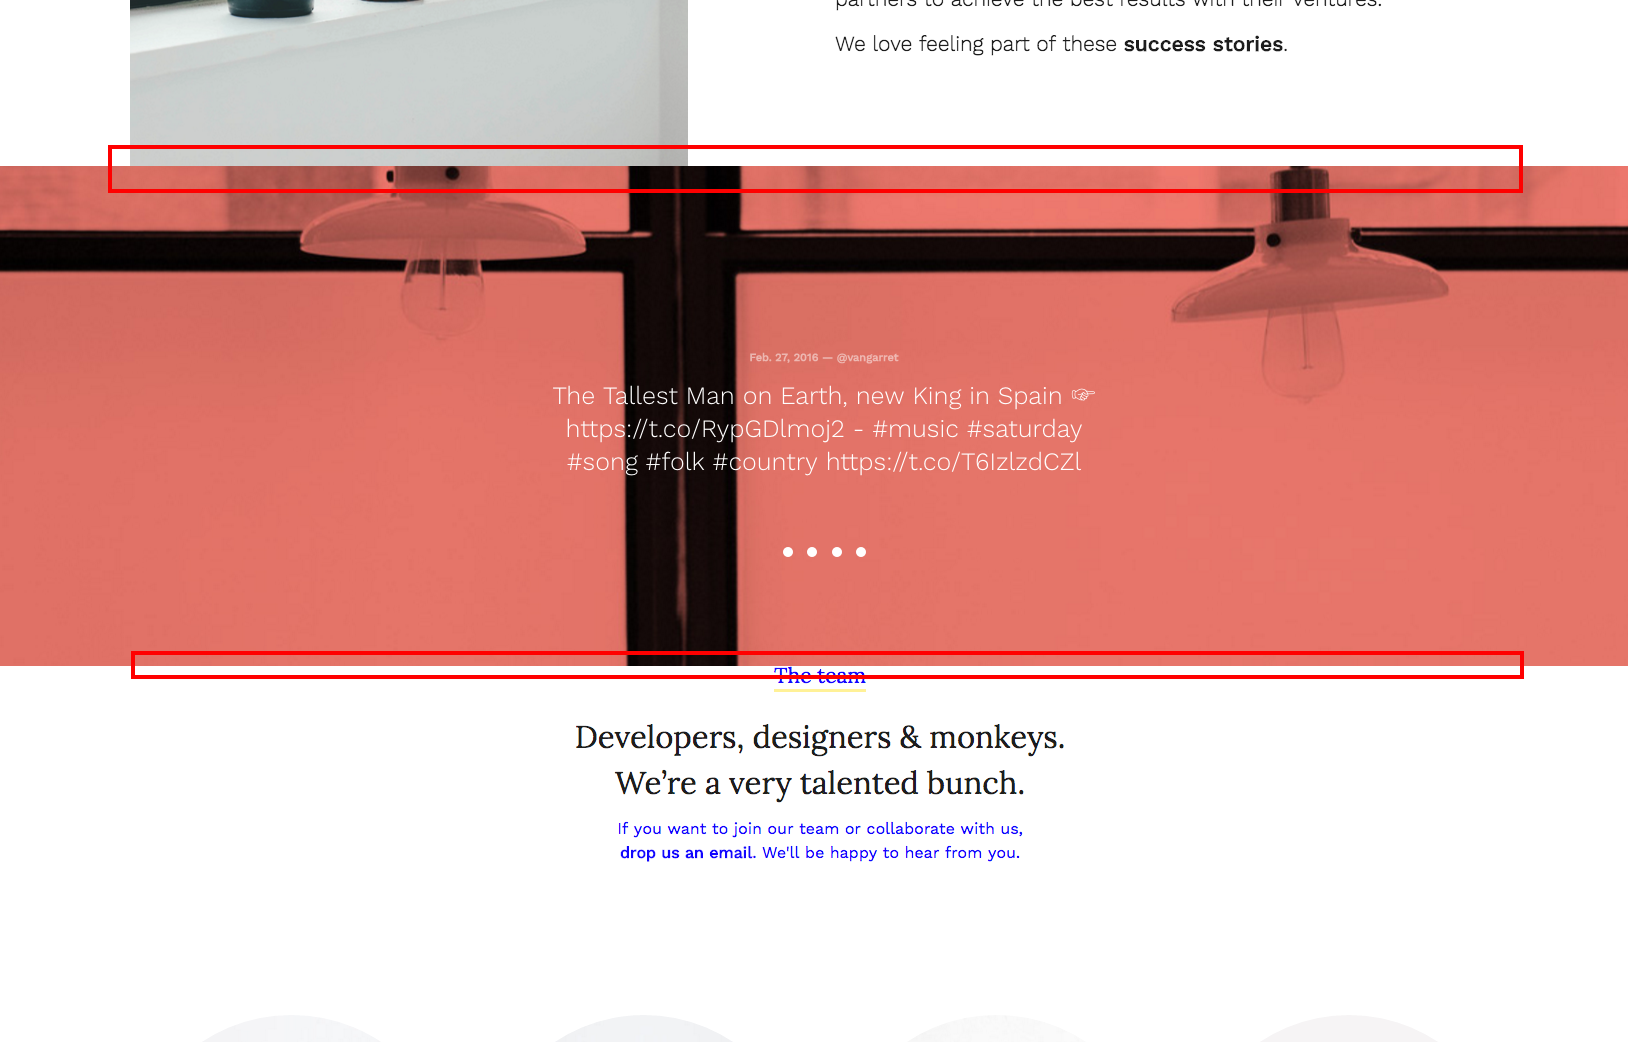 partners to achieve the best results with their ventures.
We love feeling part of these success stories.
Feb. 27, 2016 — @vangarret
The Tallest Man on Earth, new King in Spain ☞
https://t.co/RypGDlmoj2 - #music #saturday
#song #folk #country https://t.co/T6IzlzdCZl
The team
Developers, designers & monkeys.
We’re a very talented bunch.
If you want to join our team or collaborate with us,
drop us an email. We'll be happy to hear from you.